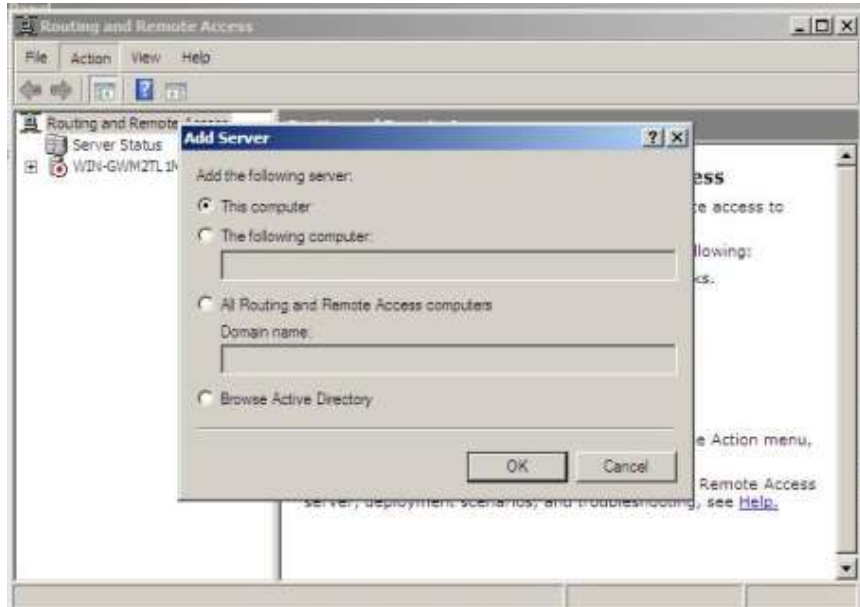 Routing and Remote Access
File Action View Help
Routing and Remote
Server Status
WIN-GWM2TL1M
Add Server
Add the following server:
This computer
The following computer:
All Routing and Remote Access computers
Domain name:
Browse Active Directory
OK Cancel
ess
te access to
llowing:
ks.
e Action menu,
Remote Access
server, deployment scenarios, and troubleshooting, see Help.